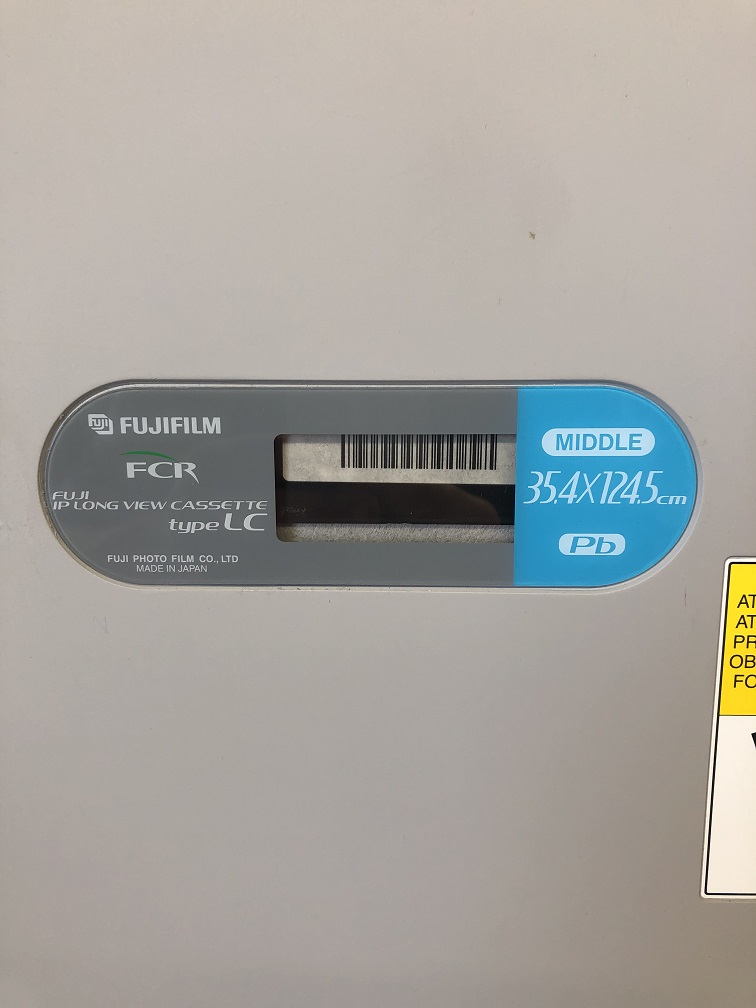 FUJI FUJIFILM
FCR
FUJI
IP LONG VIEW CASSETTE
type LC
FUJI PHOTO FILM CO., LTD
MADE IN JAPAN
MIDDLE
35,4X124,5cm
Pb
AT
AT
PR
OB
FO